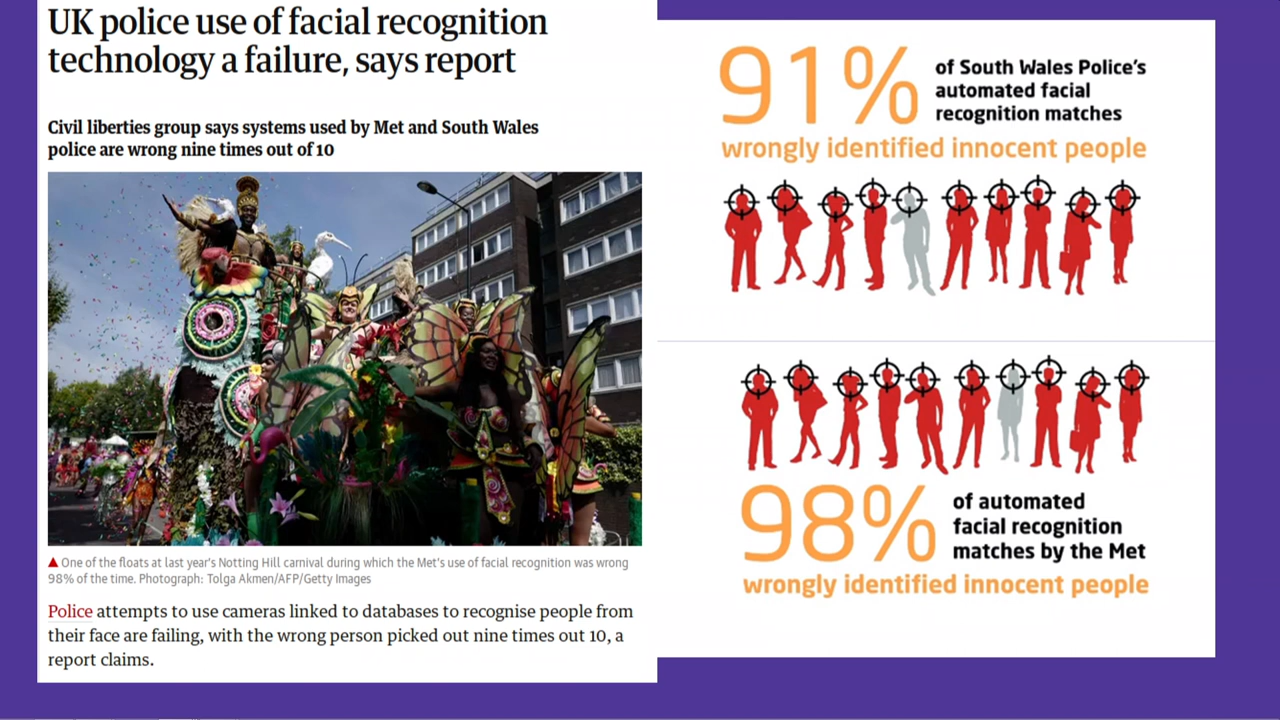 UK police use of facial recognition
technology a failure, says report
Civil liberties group says systems used by Met and South Wales
police are wrong nine times out of 10
▲ One of the floats at last year's Notting Hill carnival during which the Met's use of facial recognition was wrong
98% of the time. Photograph: Tolga Akmen/AFP/Getty Images
Police attempts to use cameras linked to databases to recognise people from
their face are failing, with the wrong person picked out nine times out 10, a
report claims.
91%
of South Wales Police's
automated facial
recognition matches
wrongly identified innocent people
98%
of automated
facial recognition
matches by the Met
wrongly identified innocent people